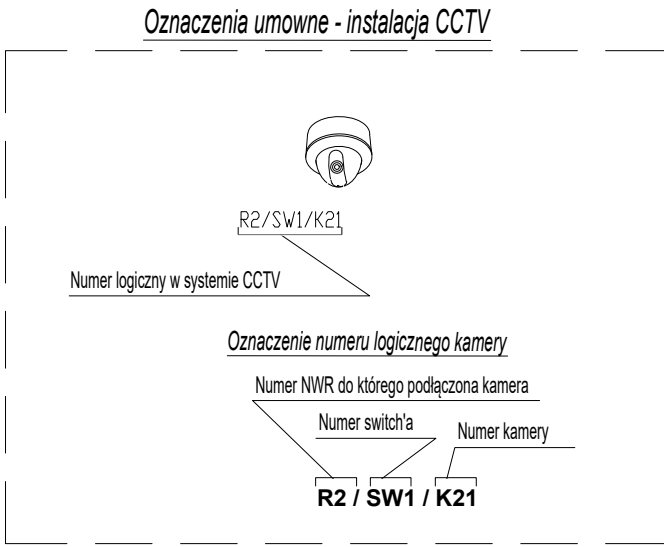 Oznaczenia umowne - instalacja CCTV
R2/SW1/K21
Numer logiczny w systemie CCTV
Oznaczenie numeru logicznego kamery
Numer NWR do którego podłączona kamera
Numer switch'a
Numer kamery
R2 / SW1 / K21